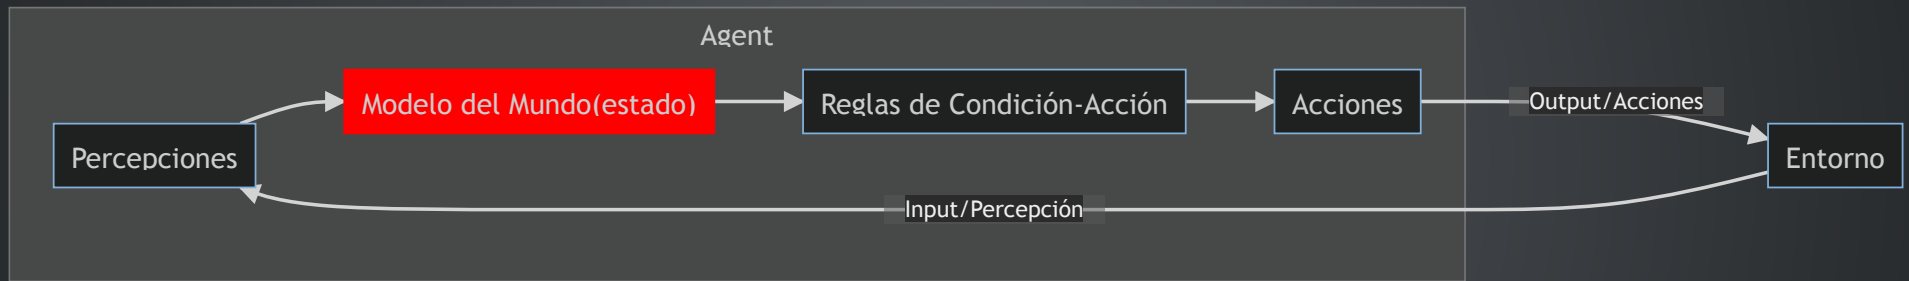 Agent
Modelo del Mundo(estado)
Reglas de Condición-Acción
Acciones
Output/Acciones
Percepciones
Entorno
Input/Percepción